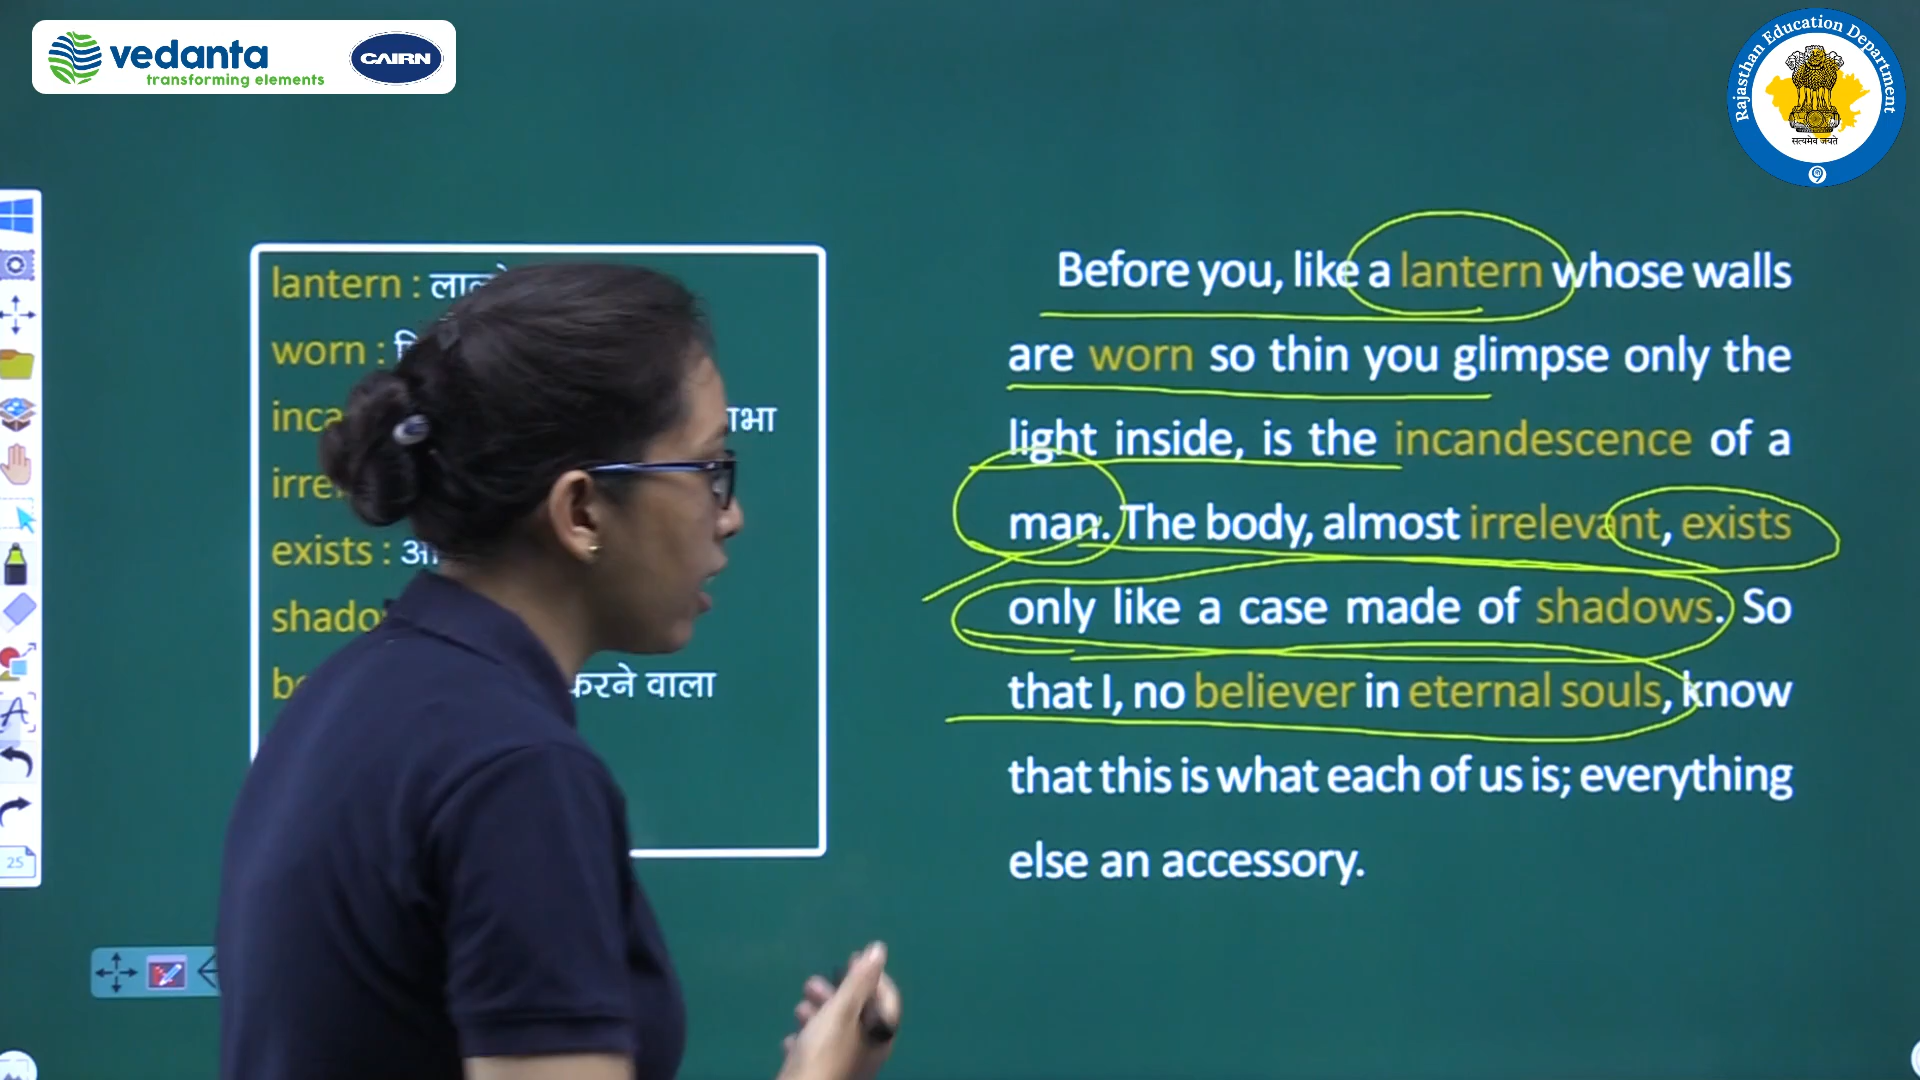 vedanta
transforming elements
CAIRN
Rajasthan Education Department
सत्यमेव जयते
lantern :
worn :
exists :
करने वाला
Before you, like a lantern whose walls
are worn so thin you glimpse only the
light inside, is the incandescence of a
man. The body, almost irrelevant, exists
only like a case made of shadows. So
that I, no believer in eternal souls, know
that this is what each of us is; everything
else an accessory.
25